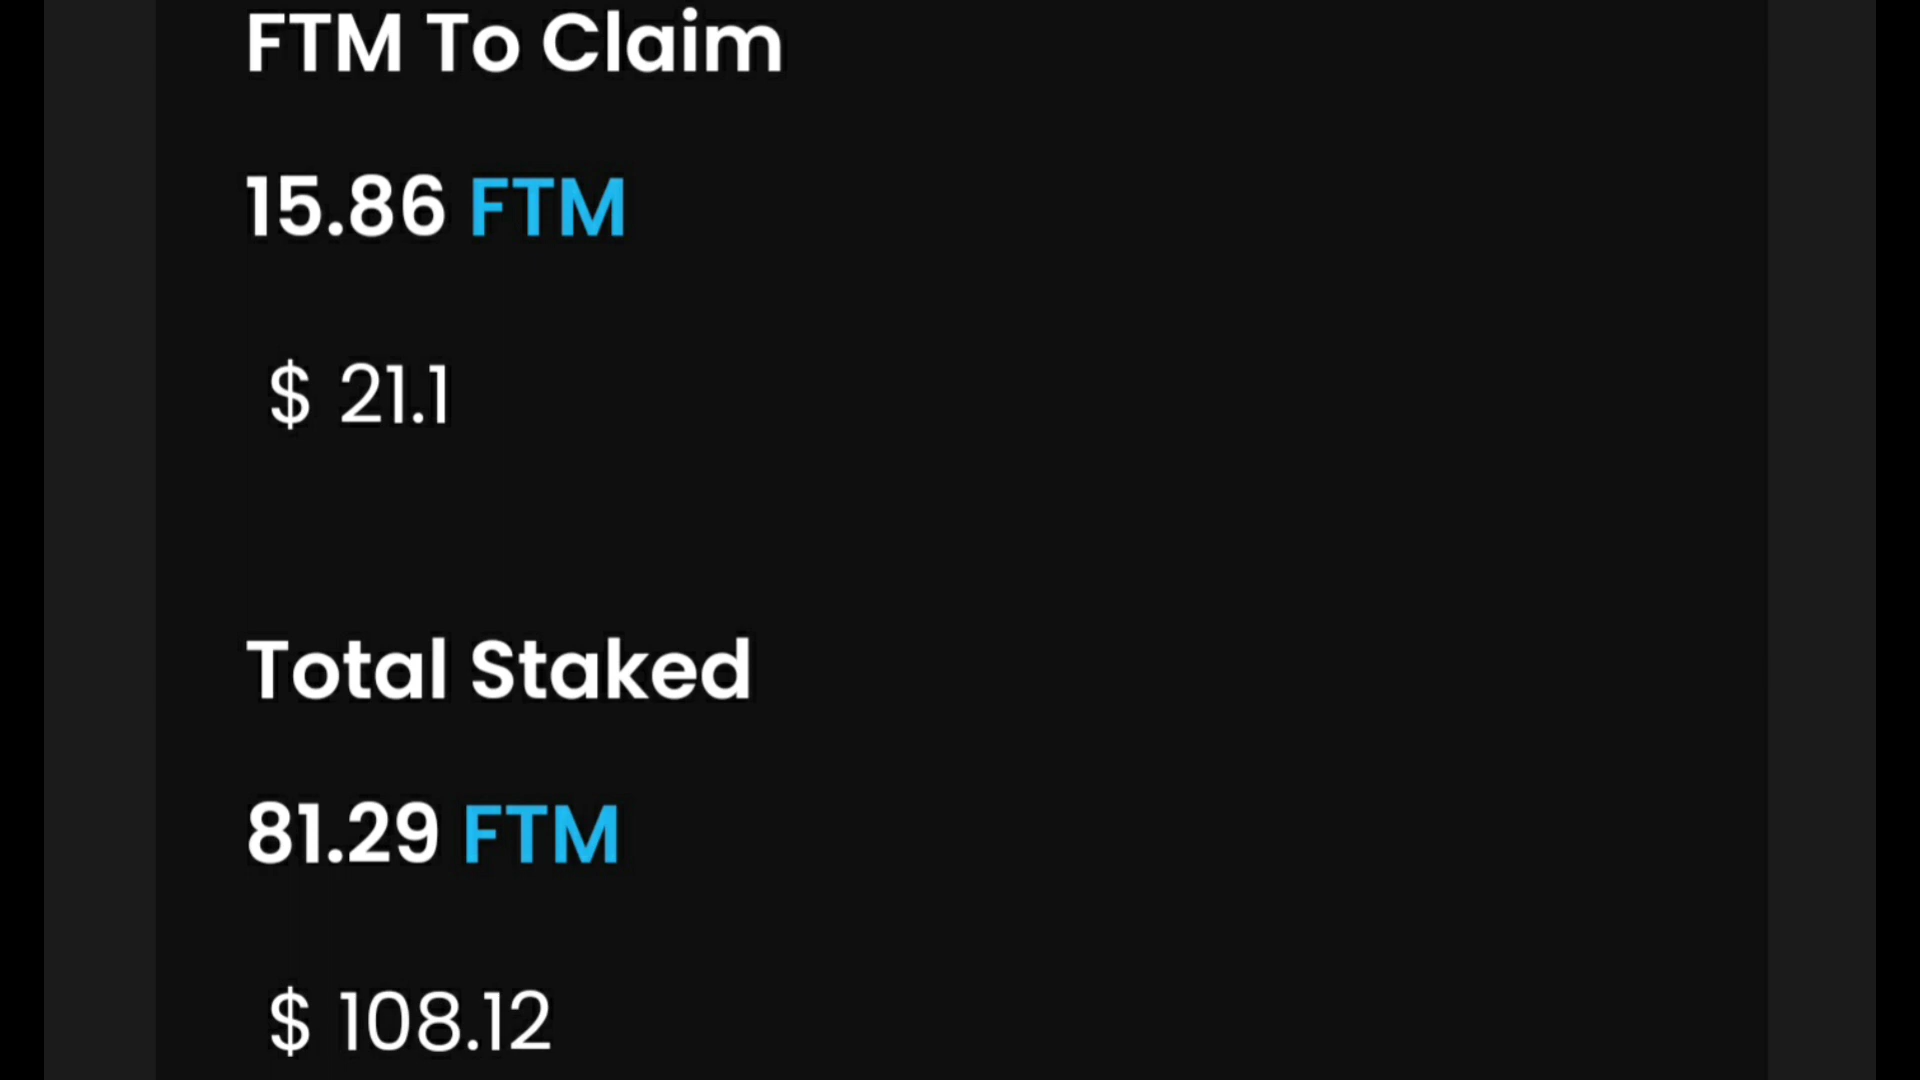 FTM To Claim
15.86 FTM
$ 21.1
Total Staked
81.29 FTM
$ 108.12